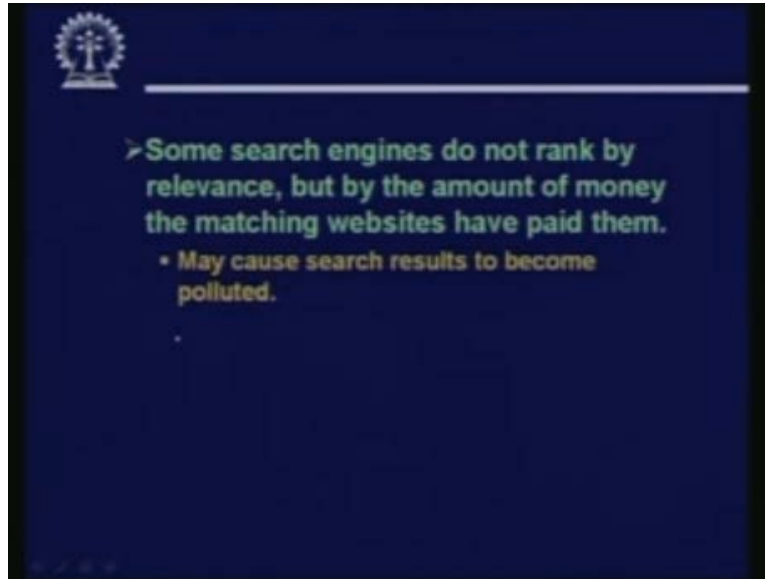 ➢Some search engines do not rank by
relevance, but by the amount of money
the matching websites have paid them.
▪ May cause search results to become
polluted.